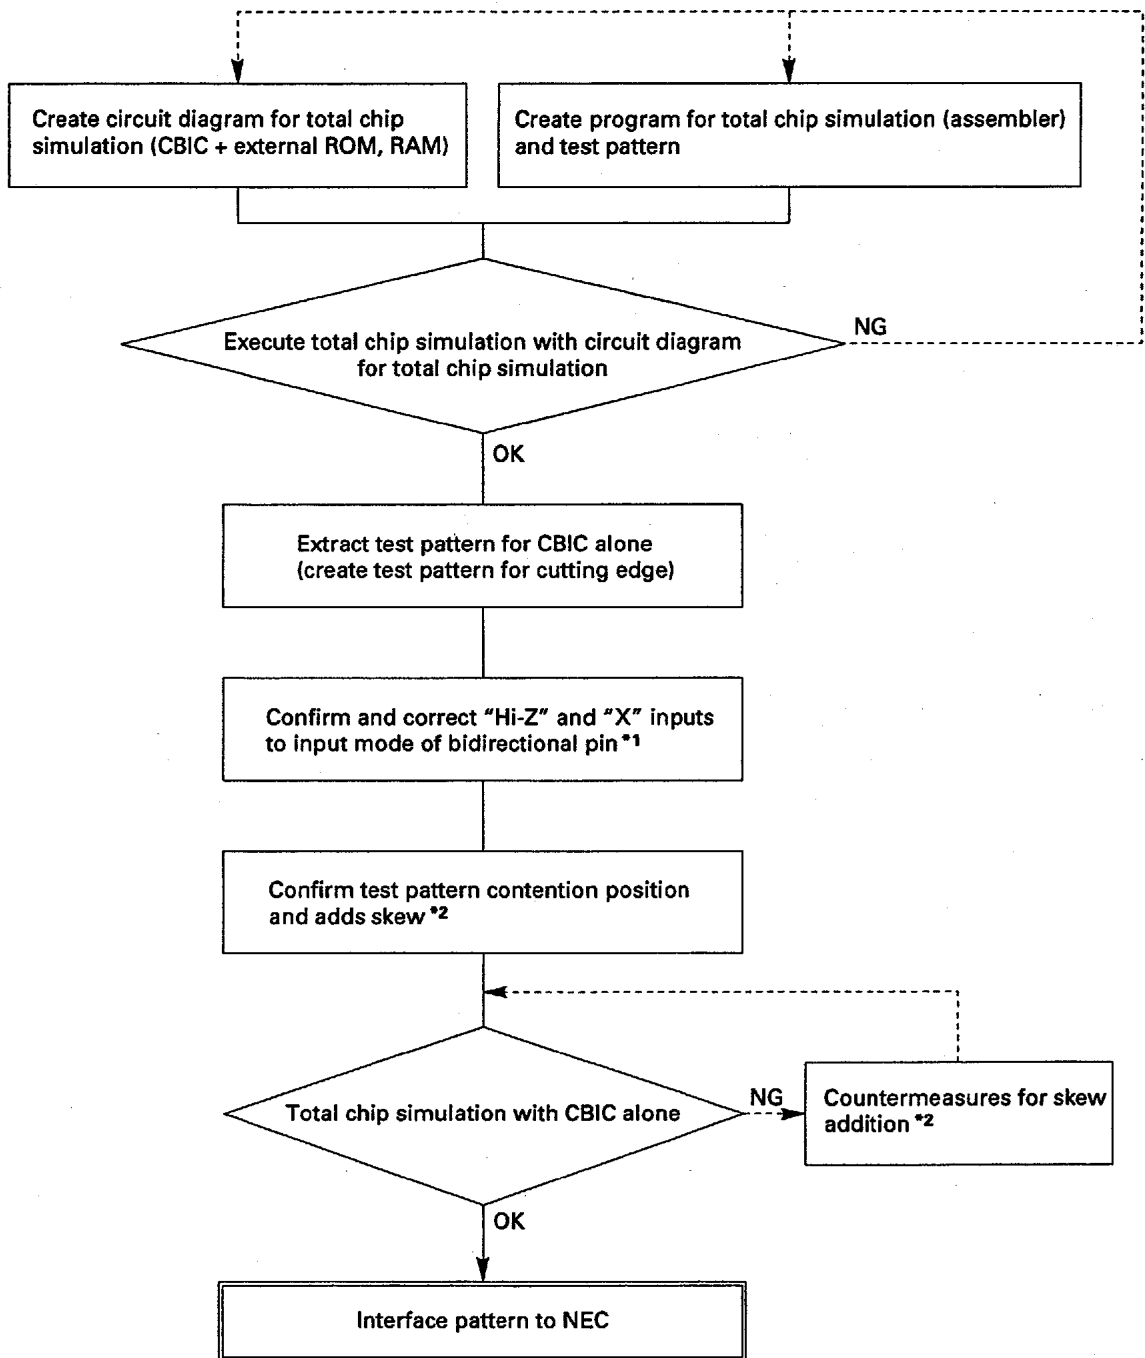 Create circuit diagram for total chip
simulation (CBIC + external ROM, RAM)
Create program for total chip simulation (assembler)
and test pattern
Execute total chip simulation with circuit diagram
for total chip simulation
NG
OK
Extract test pattern for CBIC alone
(create test pattern for cutting edge)
Confirm and correct "Hi-Z" and "X" inputs
to input mode of bidirectional pin *1
Confirm test pattern contention position
and adds skew *2
Total chip simulation with CBIC alone
NG
Countermeasures for skew
addition *2
OK
Interface pattern to NEC